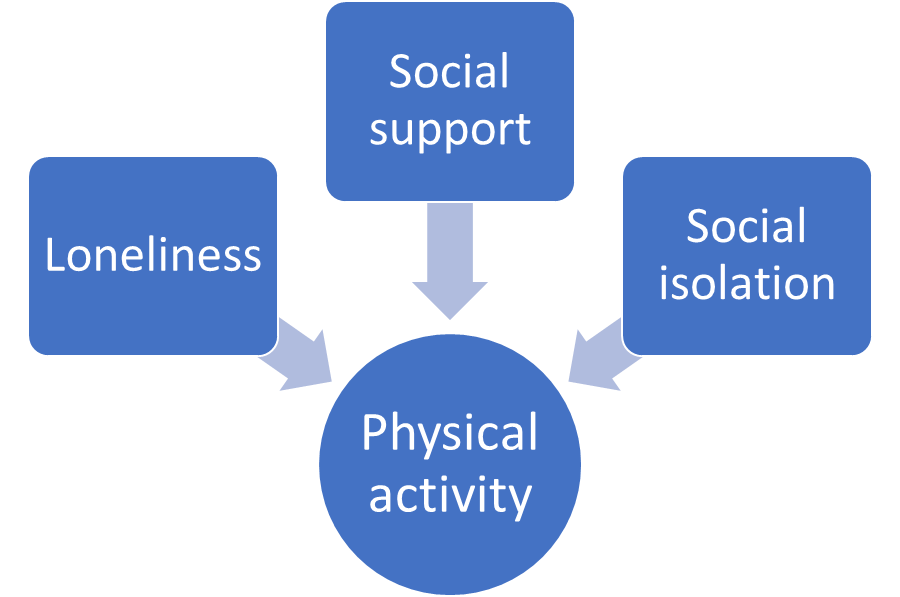 Social
support
Loneliness
Social
isolation
Physical
activity